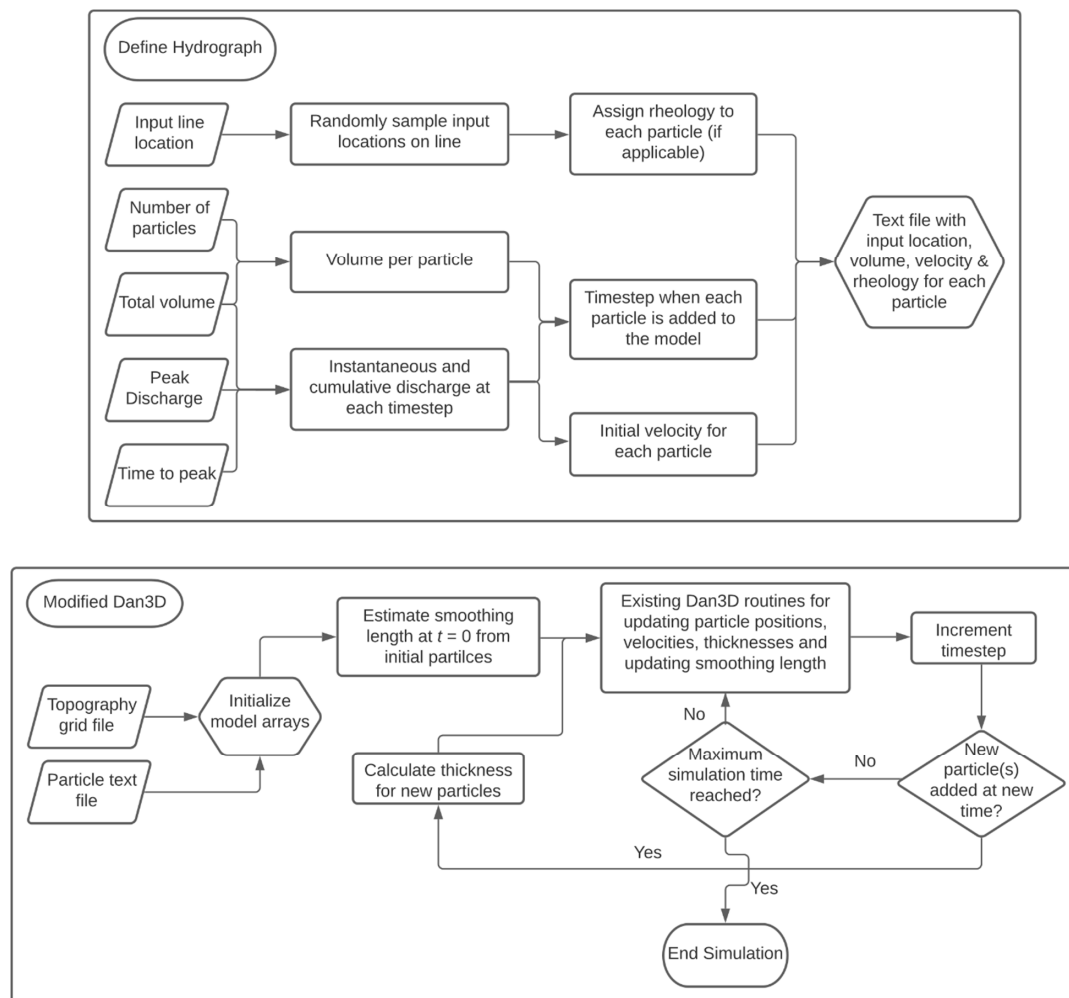 Define Hydrograph
Input line
location
Randomly sample input
locations on line
Assign rheology to
each particle (if
applicable)
Number of
particles
Volume per particle
Text file with
input location,
volume, velocity &
rheology for each
particle
Total volume
Timestep when each
particle is added to
the model
Peak
Discharge
Instantaneous and
cumulative discharge at
each timestep
Initial velocity for
each particle
Time to peak
Modified Dan3D
Estimate smoothing
length at t = 0 from
initial partilces
Existing Dan3D routines for
updating particle positions,
velocities, thicknesses and
updating smoothing length
Increment
timestep
Topography
grid file
Initialize
model arrays
Particle text
file
Calculate thickness
for new particles
No
Maximum
simulation time
reached?
No
New
particle(s)
added at new
time?
Yes
Yes
End Simulation